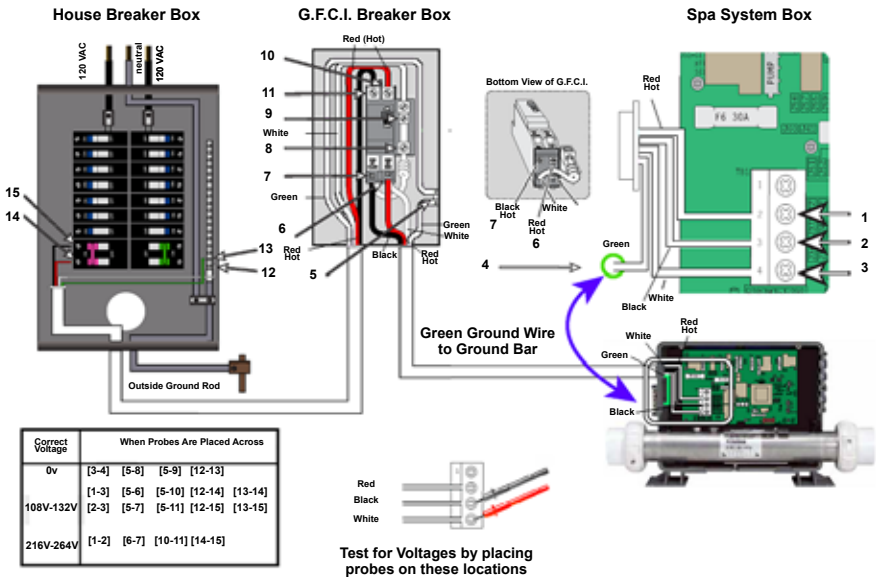 House Breaker Box
G.F.C.I. Breaker Box
Spa System Box
120 VAC
neutral
120 VAC
15
14
13
12
Outside Ground Rod
Red (Hot)
10
11
9
White
8
7
Green
6
Red
Hot
5
Black
Green
White
Red
Hot
Bottom View of G.F.C.I.
Black
Hot
7
Red
Hot
6
White
4
Green
Red
Hot
PUMP
F6 30A
TB1
1
2
3
4
1
2
3
Black
White
Green Ground Wire
to Ground Bar
Red
Hot
White
Green
Black
Correct
Voltage
When Probes Are Placed Across
0v
[3-4] [5-8] [5-9] [12-13]
108V-132V
[1-3] [5-6] [5-10] [12-14] [13-14]
[2-3] [5-7] [5-11] [12-15] [13-15]
216V-264V
[1-2] [6-7] [10-11] [14-15]
Red
Black
White
Test for Voltages by placing
probes on these locations